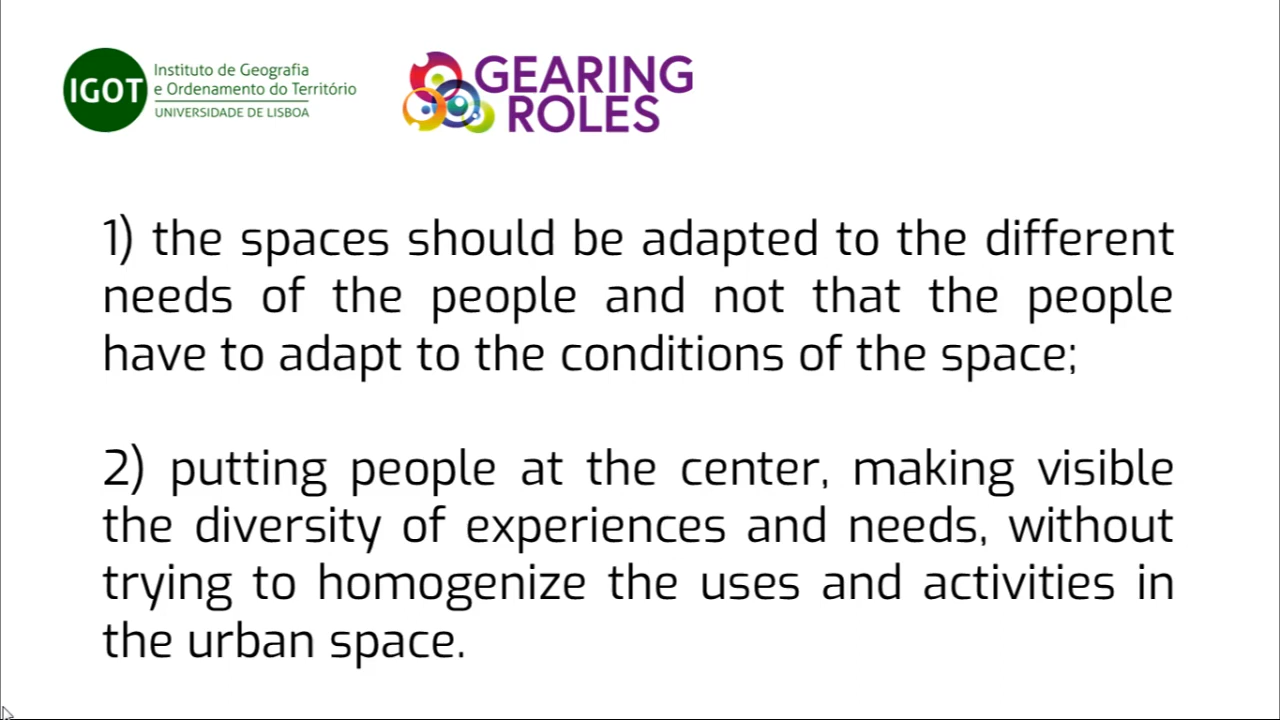 IGOT
Instituto de Geografia
e Ordenamento do Território
UNIVERSIDADE DE LISBOA
GEARING
ROLES
1) the spaces should be adapted to the different
needs of the people and not that the people
have to adapt to the conditions of the space;
2) putting people at the center, making visible
the diversity of experiences and needs, without
trying to homogenize the uses and activities in
the urban space.